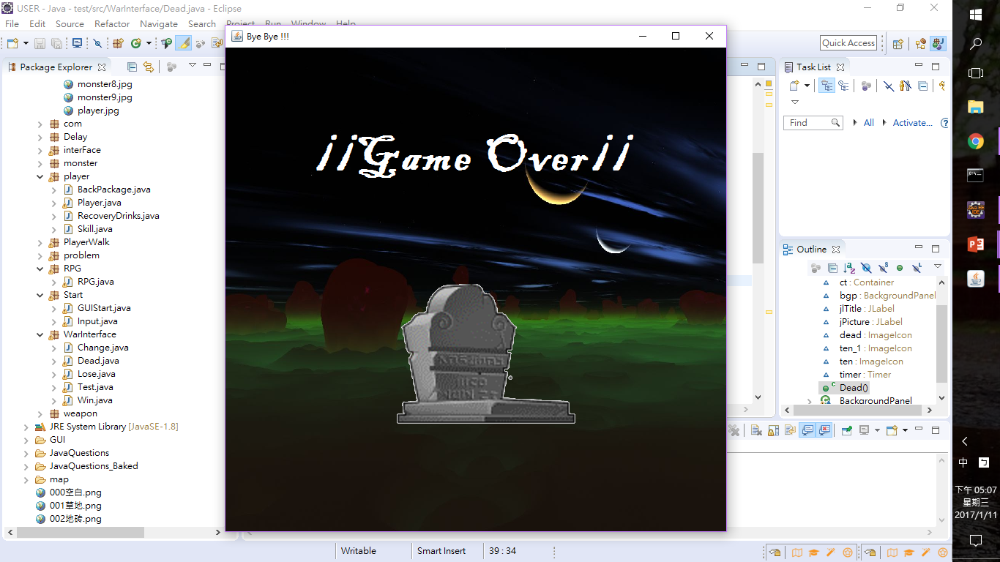 USER - Java - test/src/WarInterface/Dead.java - Eclipse
File Edit Source Refactor Navigate Search Project Run Window Help
Quick Access
Package Explorer
monster8.jpg
monster9.jpg
player.jpg
com
Delay
interFace
monster
player
BackPackage.java
Player.java
RecoveryDrinks.java
Skill.java
PlayerWalk
problem
RPG
RPG.java
Start
GUIStart.java
Input.java
WarInterface
Change.java
Dead.java
Lose.java
Test.java
Win.java
weapon
JRE System Library [JavaSE-1.8]
GUI
JavaQuestions
JavaQuestions_Baked
map
000空白.png
001草地.png
002地砖.png
Bye Bye !!!
¡¡Game Over¡¡
Task List
Find
All
Activate...
Outline
ct : Container
bgp : BackgroundPanel
jlTitle : JLabel
jPicture : JLabel
dead : ImageIcon
ten_1 : ImageIcon
ten : ImageIcon
timer : Timer
Dead()
BackgroundPanel
Writable
Smart Insert
39 : 34
中 ㄅ
下午 05:07
星期三
2017/1/11